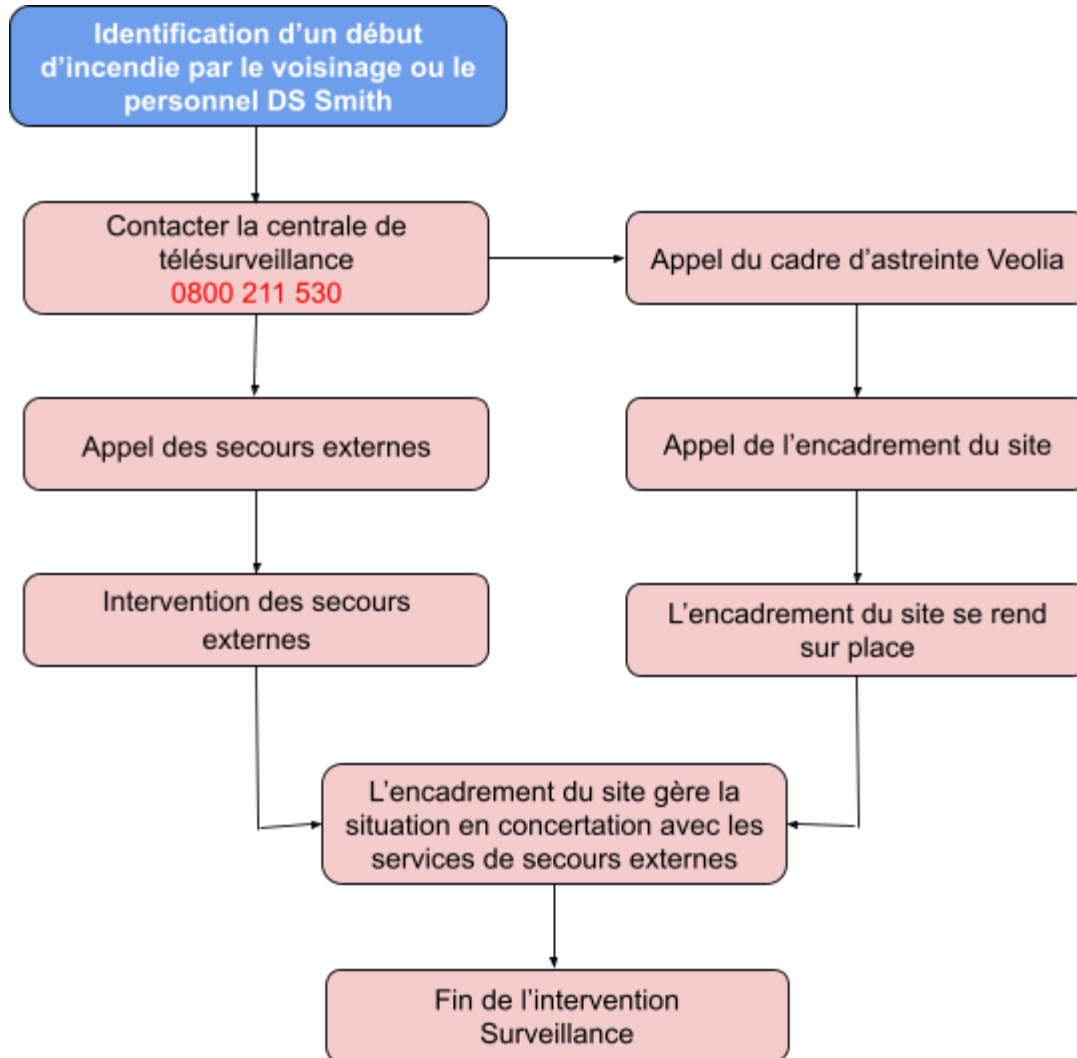 Identification d’un début
d’incendie par le voisinage ou le
personnel DS Smith
Contacter la centrale de
télésurveillance
0800 211 530
Appel du cadre d’astreinte Veolia
Appel des secours externes
Appel de l’encadrement du site
Intervention des secours
externes
L’encadrement du site se rend
sur place
L’encadrement du site gère la
situation en concertation avec les
services de secours externes
Fin de l’intervention
Surveillance